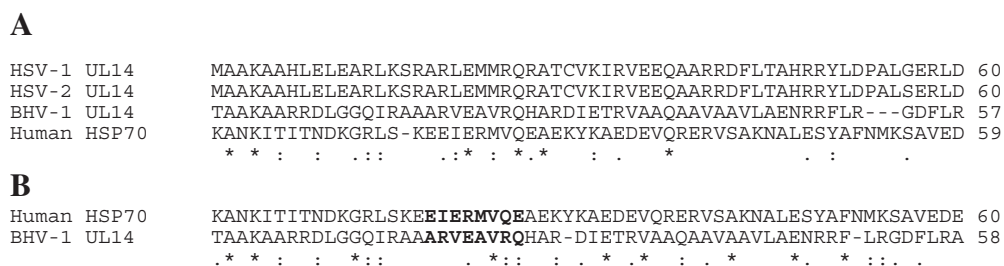 A
HSV-1 UL14 MAAKAAHLELEARLKSRARLEMMRQRATCVKIRVEEQAARRDFLTAHRRYLDPALGERLD 60
HSV-2 UL14 MAAKAAHLELEARLKSRARLEMMRQRATCVKIRVEEQAARRDFLTAHRRYLDPALSERLD 60
BHV-1 UL14 TAAKAARRDLGGQIRAAARVEAVRQHARDIETRVAAQAAVAAVLAENRRFLR---GDFLR 57
Human HSP70 KANKITITNDKGRLS-KEEIERMVQEAEKYKAEDEVQRERVSAKNALESYAFNMKSAVED 59
* * : : .:: .:* : *.* : . * . : .
B
Human HSP70 KANKITITNDKGRLSKEEIERMVQEAEKYKAEDEVQRERVSAKNALESYAFNMKSAVEDE 60
BHV-1 UL14 TAAKAARRDLGGQIRAAARVEAVRQHAR-DIETRVAAQAAVAAVLAENRRF-LRGDFLRA 58
.* * : : *:: . *:: : . * .* : . * *. * ::. .